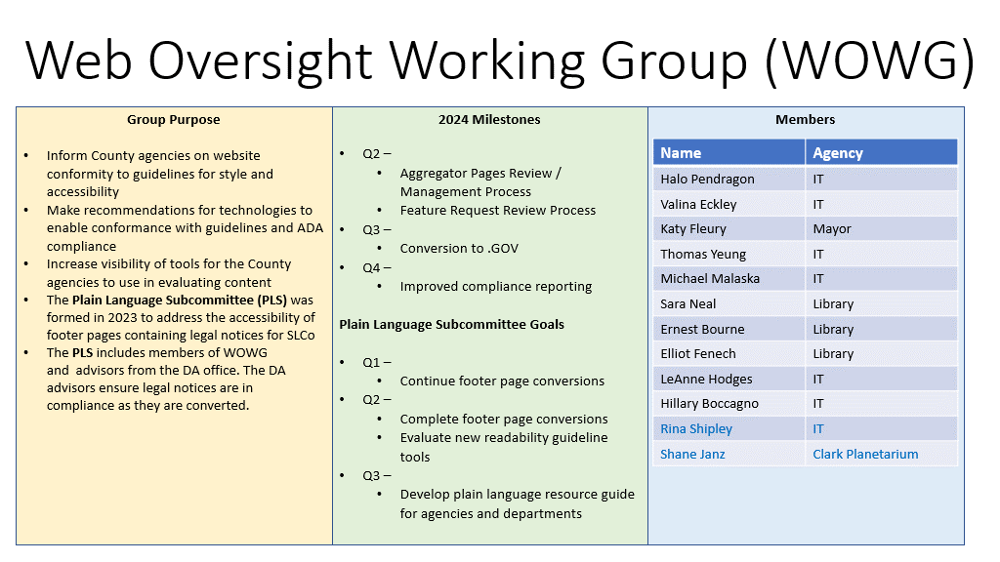 Web Oversight Working Group (WOWG)
Group Purpose
• Inform County agencies on website
conformity to guidelines for style and
accessibility
• Make recommendations for technologies to
enable conformance with guidelines and ADA
compliance
• Increase visibility of tools for the County
agencies to use in evaluating content
• The Plain Language Subcommittee (PLS) was
formed in 2023 to address the accessibility of
footer pages containing legal notices for SLCo
• The PLS includes members of WOWG
and advisors from the DA office. The DA
advisors ensure legal notices are in
compliance as they are converted.
2024 Milestones
• Q2 –
• Aggregator Pages Review /
Management Process
• Feature Request Review Process
• Q3 –
• Conversion to .GOV
• Q4 –
• Improved compliance reporting
Plain Language Subcommittee Goals
• Q1 –
• Continue footer page conversions
• Q2 –
• Complete footer page conversions
• Evaluate new readability guideline
tools
• Q3 –
• Develop plain language resource guide
for agencies and departments
Members
Name Agency
Halo Pendragon IT
Valina Eckley IT
Katy Fleury Mayor
Thomas Yeung IT
Michael Malaska IT
Sara Neal Library
Ernest Bourne Library
Elliot Fenech Library
LeAnne Hodges IT
Hillary Boccagno IT
Rina Shipley IT
Shane Janz Clark Planetarium